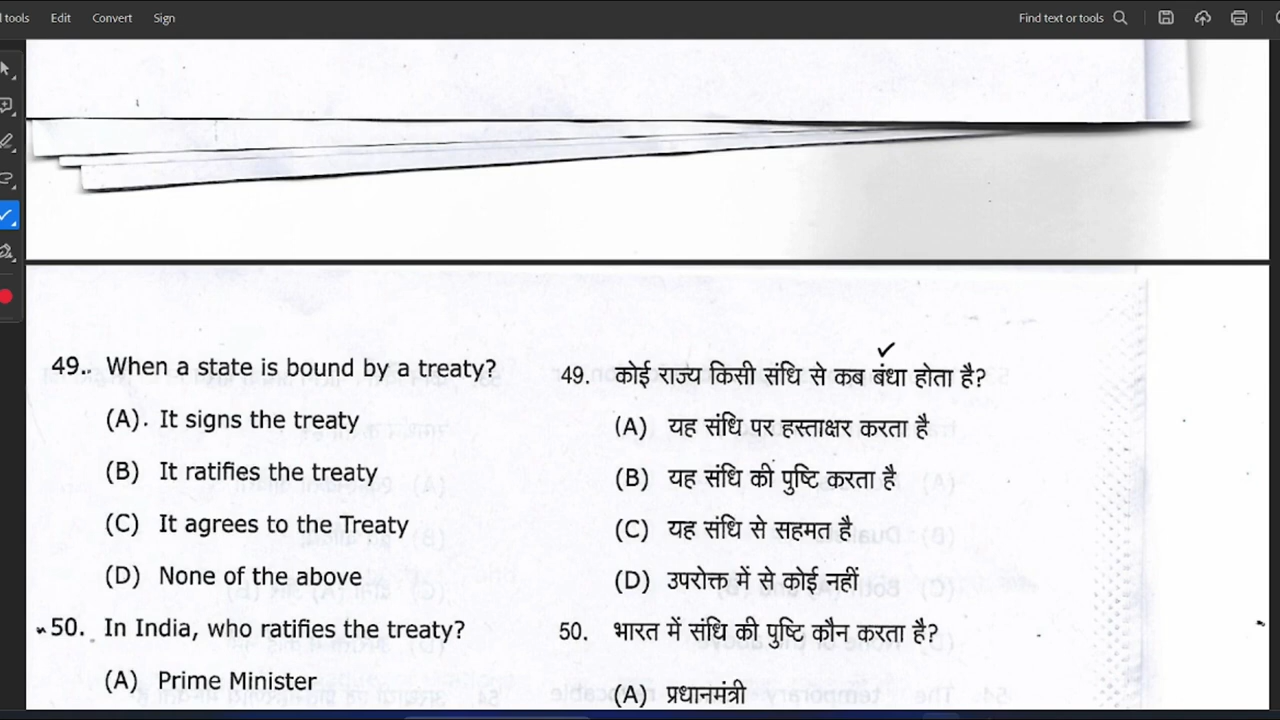 l tools Edit Convert Sign Find text or tools
49. When a state is bound by a treaty?
(A). It signs the treaty
(B) It ratifies the treaty
(C) It agrees to the Treaty
(D) None of the above
50. In India, who ratifies the treaty?
(A) Prime Minister
49. कोई राज्य किसी संधि से कब बंधा होता है?
(A) यह संधि पर हस्ताक्षर करता है
(B) यह संधि की पुष्टि करता है
(C) यह संधि से सहमत है
(D) उपरोक्त में से कोई नहीं
50. भारत में संधि की पुष्टि कौन करता है?
(A) प्रधानमंत्री